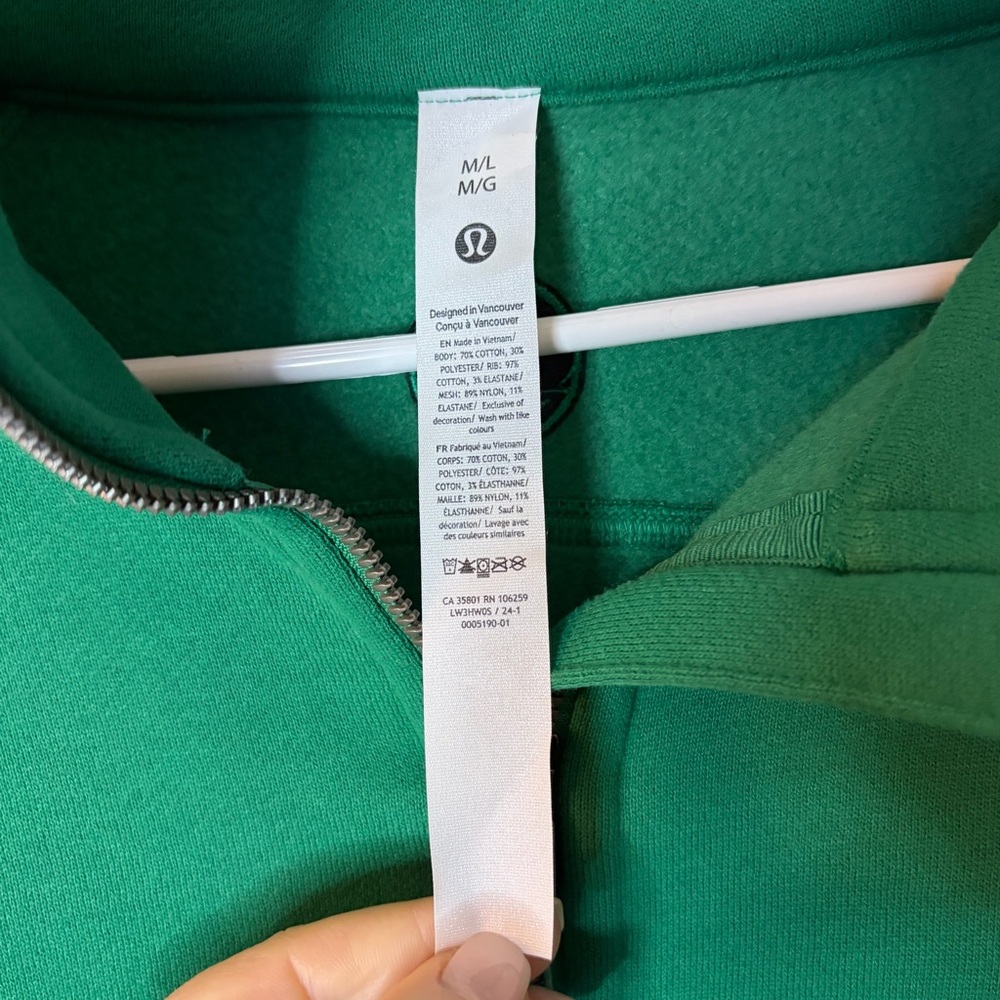 M/L
M/G
Designed in Vancouver
Conçu à Vancouver
EN Made in Vietnam/
BODY: 70% COTTON, 30%
POLYESTER/ RIB: 97%
COTTON, 3% ELASTANE/
MESH: 89% NYLON, 11%
ELASTANE/ Exclusive of
decoration/ Wash with like
colours
FR Fabriqué au Vietnam/
CORPS: 70% COTON, 30%
POLYESTER/ CÔTE: 97%
COTON, 3% ÉLASTHANNE/
MAILLE: 89% NYLON, 11%
ÉLASTHANNE/ Sauf la
décoration/ Lavage avec
des couleurs similaires
CA 35801 RN 106259
LW3HW0S / 24-1
0005190-01